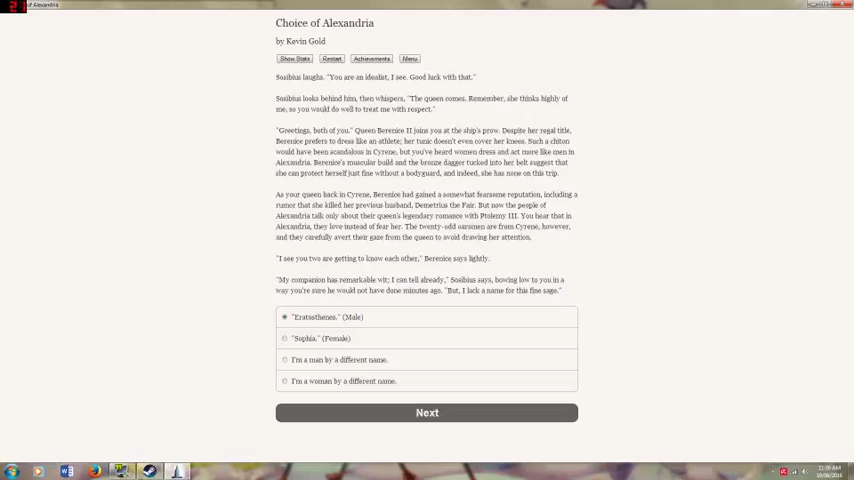 of Alexandria
Choice of Alexandria
by Kevin Gold
Show Stats Restart Achievements Menu
Sosibius laughs. "You are an idealist, I see. Good luck with that."
Sosibius looks behind him, then whispers, "The queen comes. Remember, she thinks highly of
me, so you would do well to treat me with respect."
"Greetings, both of you." Queen Berenice II joins you at the ship's prow. Despite her regal title,
Berenice prefers to dress like an athlete; her tunic doesn't even cover her knees. Such a chiton
would have been scandalous in Cyrene, but you've heard women dress and act more like men in
Alexandria. Berenice's muscular build and the bronze dagger tucked into her belt suggest that
she can protect herself just fine without a bodyguard, and indeed, she has none on this trip.
As your queen back in Cyrene, Berenice had gained a somewhat fearsome reputation, including a
rumor that she killed her previous husband, Demetrius the Fair. But now the people of
Alexandria talk only about their queen's legendary romance with Ptolemy III. You hear that in
Alexandria, they love instead of fear her. The twenty-odd oarsmen are from Cyrene, however,
and they carefully avert their gaze from the queen to avoid drawing her attention.
"I see you two are getting to know each other," Berenice says lightly.
"My companion has remarkable wit; I can tell already," Sosibius says, bowing low to you in a
way you're sure he would not have done minutes ago. "But, I lack a name for this fine sage."
"Eratosthenes." (Male)
"Sophia." (Female)
I'm a man by a different name.
I'm a woman by a different name.
Next